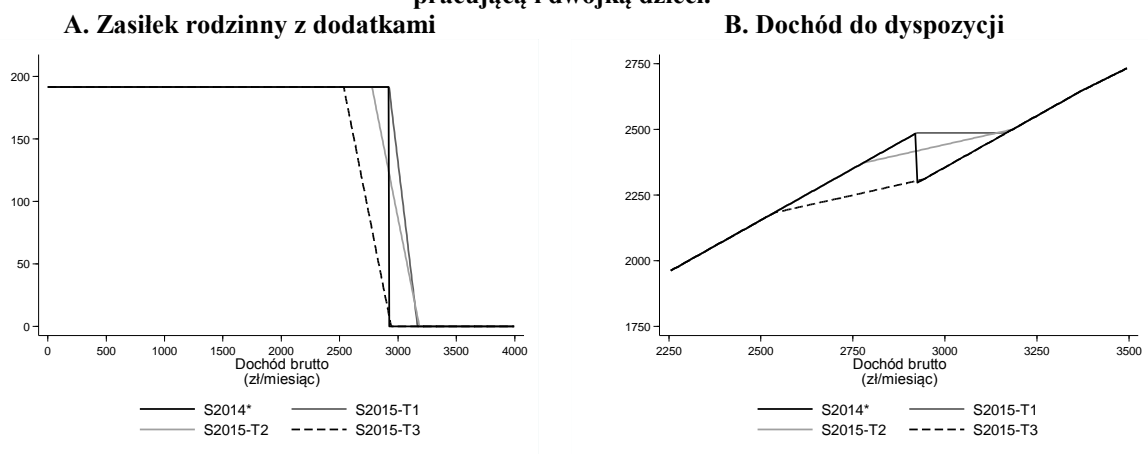 pracującą i dwójką dzieci.
A. Zasiłek rodzinny z dodatkami
B. Dochód do dyspozycji
200
150
100
50
0
0 500 1000 1500 2000 2500 3000 3500 4000
Dochód brutto
(zł/miesiąc)
S2014* S2015-T1
S2015-T2 S2015-T3
2750
2500
2250
2000
1750
2250 2500 2750 3000 3250 3500
Dochód brutto
(zł/miesiąc)
S2014* S2015-T1
S2015-T2 S2015-T3